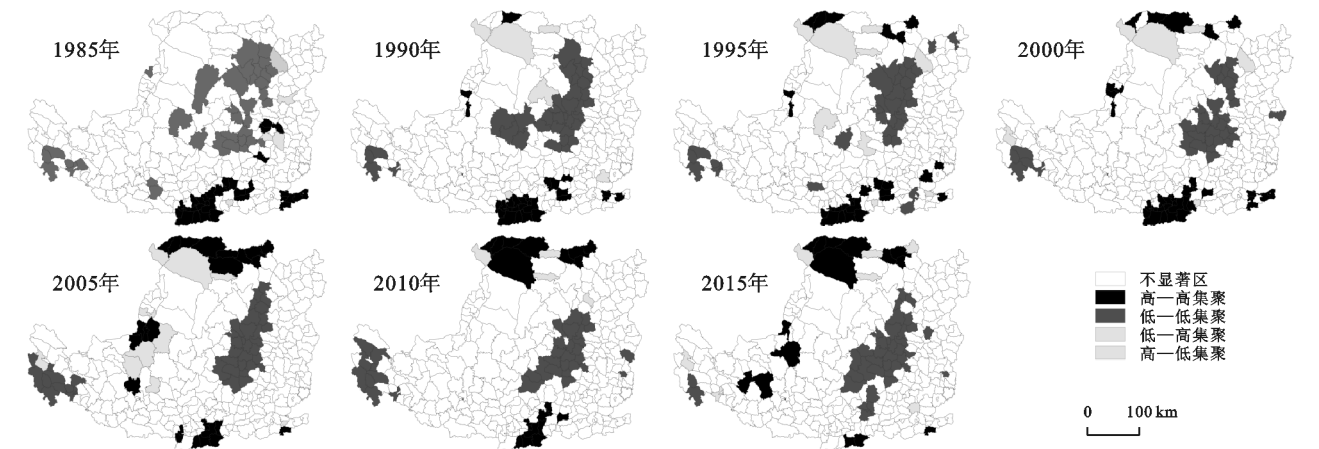 1985年
1990年
1995年
2000年
2005年
2010年
2015年
不显著区
高—高集聚
低—低集聚
低—高集聚
高—低集聚
0 100 km